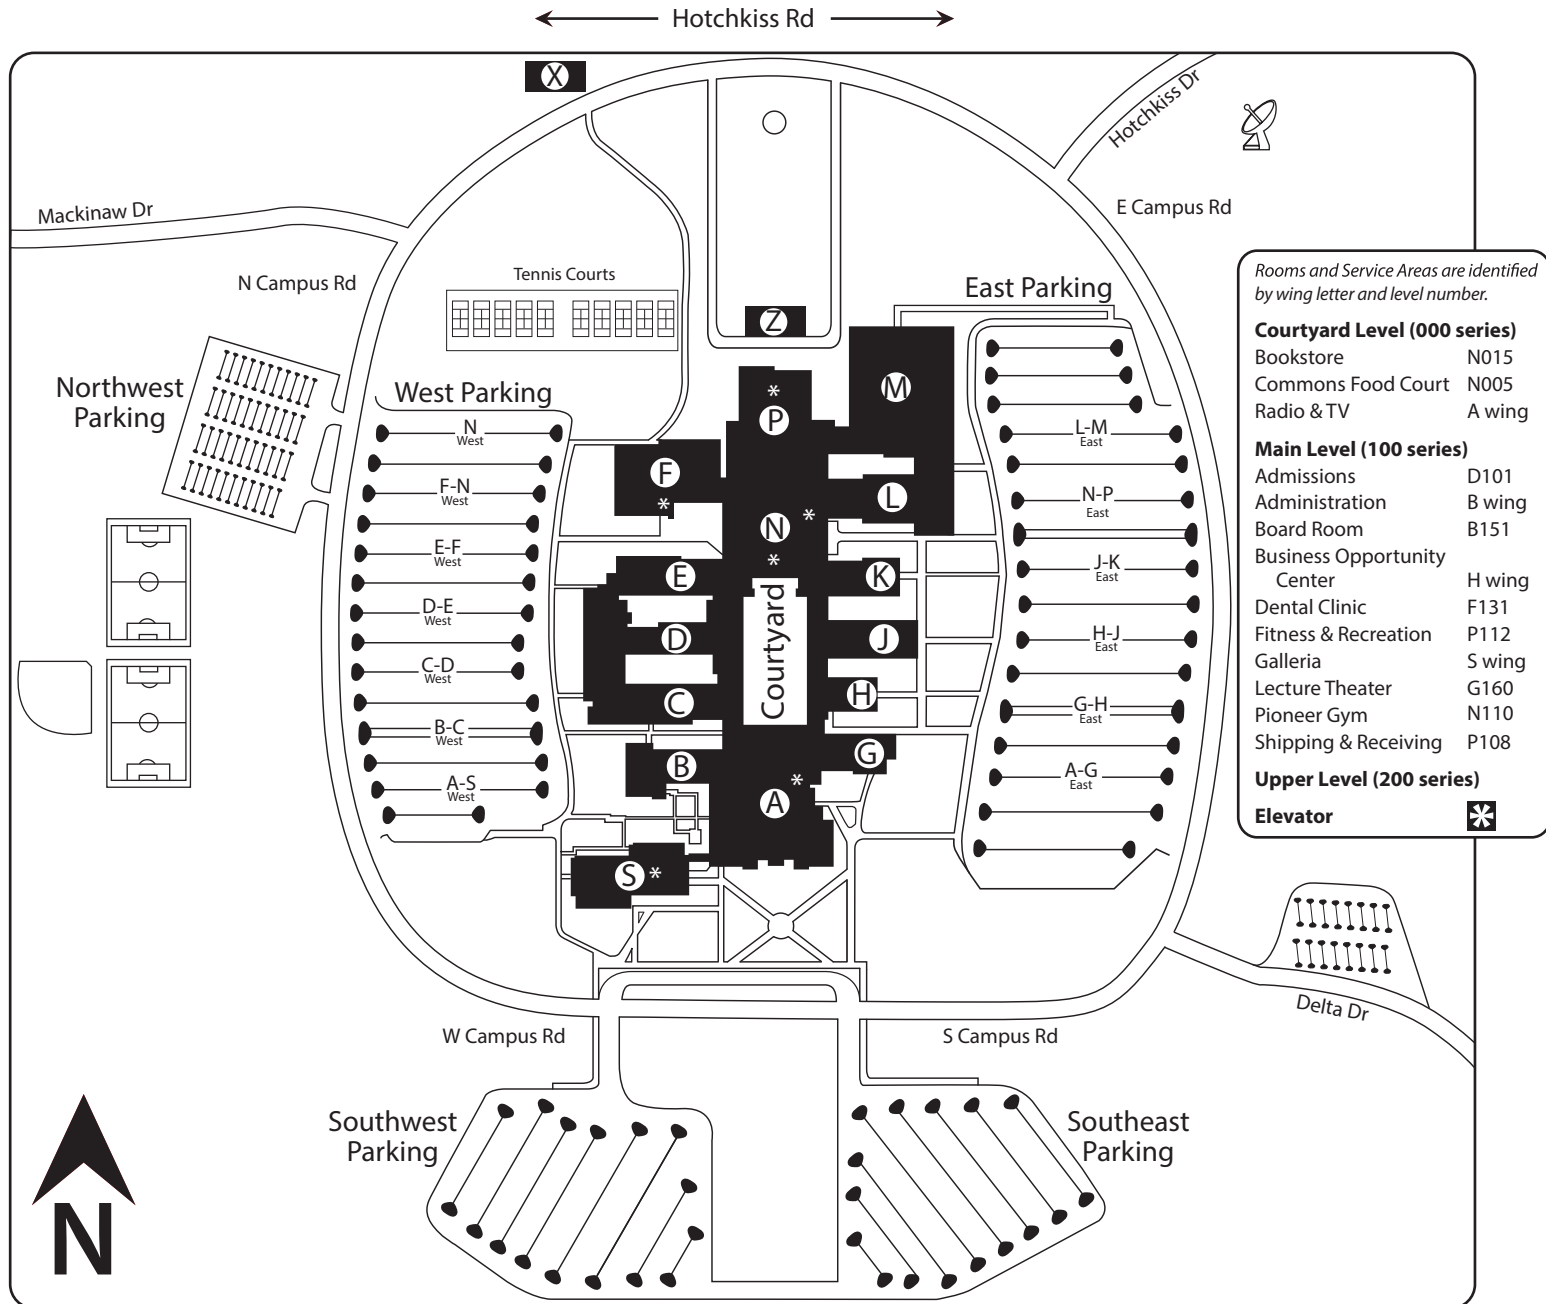 Hotchkiss Rd
X
Hotchkiss Dr
Mackinaw Dr
E Campus Rd
N Campus Rd
Tennis Courts
East Parking
Z
Northwest
Parking
West Parking
M
P
N
West
L-M
East
F
F-N
West
L
N-P
East
N
E-F
West
E
K
J-K
East
D-E
West
D
J
H-J
East
Courtyard
C-D
West
C
H
G-H
East
B-C
West
B
G
A-S
West
A
A-G
East
S
Rooms and Service Areas are identified
by wing letter and level number.
Courtyard Level (000 series)
Bookstore N015
Commons Food Court N005
Radio & TV A wing
Main Level (100 series)
Admissions D101
Administration B wing
Board Room B151
Business Opportunity
Center H wing
Dental Clinic F131
Fitness & Recreation P112
Galleria S wing
Lecture Theater G160
Pioneer Gym N110
Shipping & Receiving P108
Upper Level (200 series)
Elevator
Delta Dr
W Campus Rd
S Campus Rd
Southwest
Parking
Southeast
Parking
N